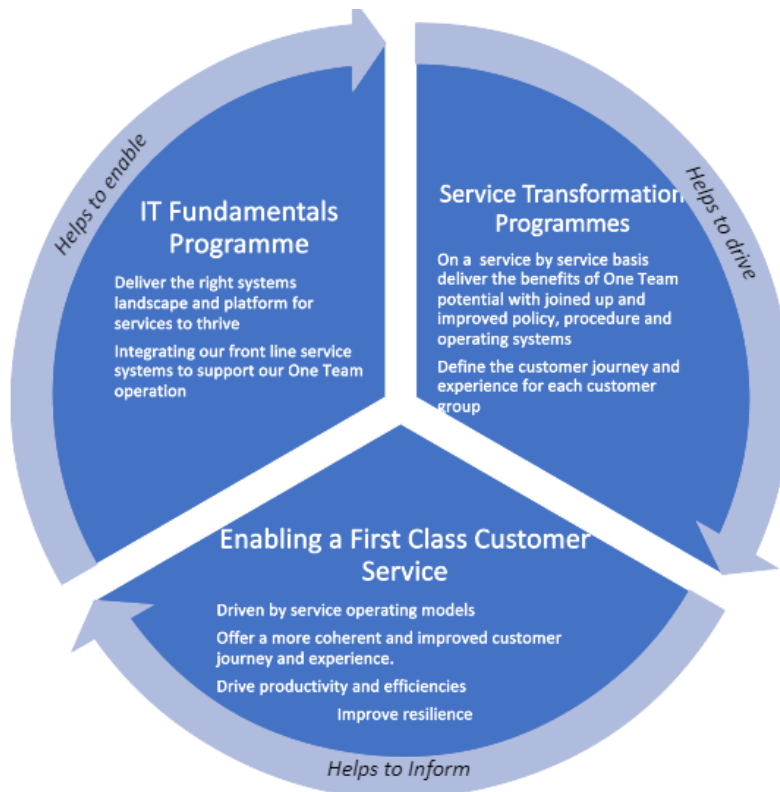 Helps to enable
IT Fundamentals
Programme
Deliver the right systems
landscape and platform for
services to thrive
Integrating our front line service
systems to support our One Team
operation
Helps to drive
Service Transformation
Programmes
On a service by service basis
deliver the benefits of One Team
potential with joined up and
improved policy, procedure and
operating systems
Define the customer journey and
experience for each customer
group
Enabling a First Class Customer
Service
Driven by service operating models
Offer a more coherent and improved customer
journey and experience.
Drive productivity and efficiencies
Improve resilience
Helps to Inform